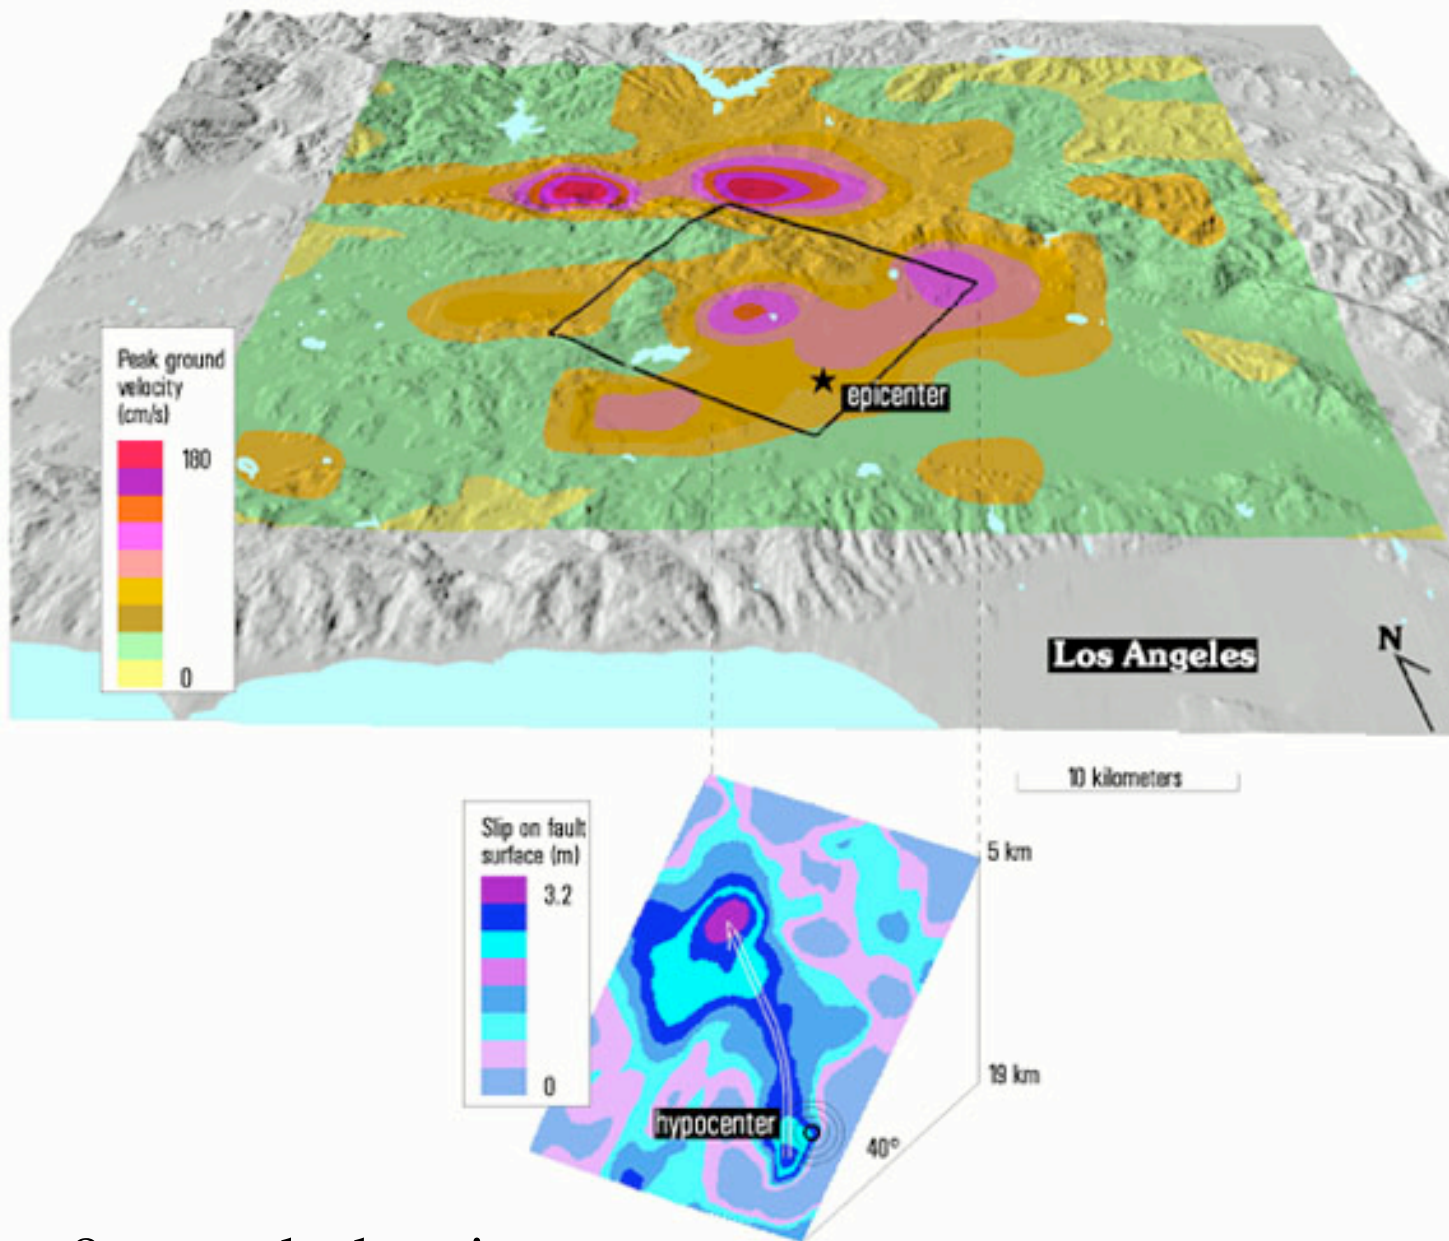 Peak ground
velocity
(cm/s)
180
0
epicenter
Los Angeles
N
10 kilometers
Slip on fault
surface (m)
3.2
0
5 km
19 km
40°
hypocenter